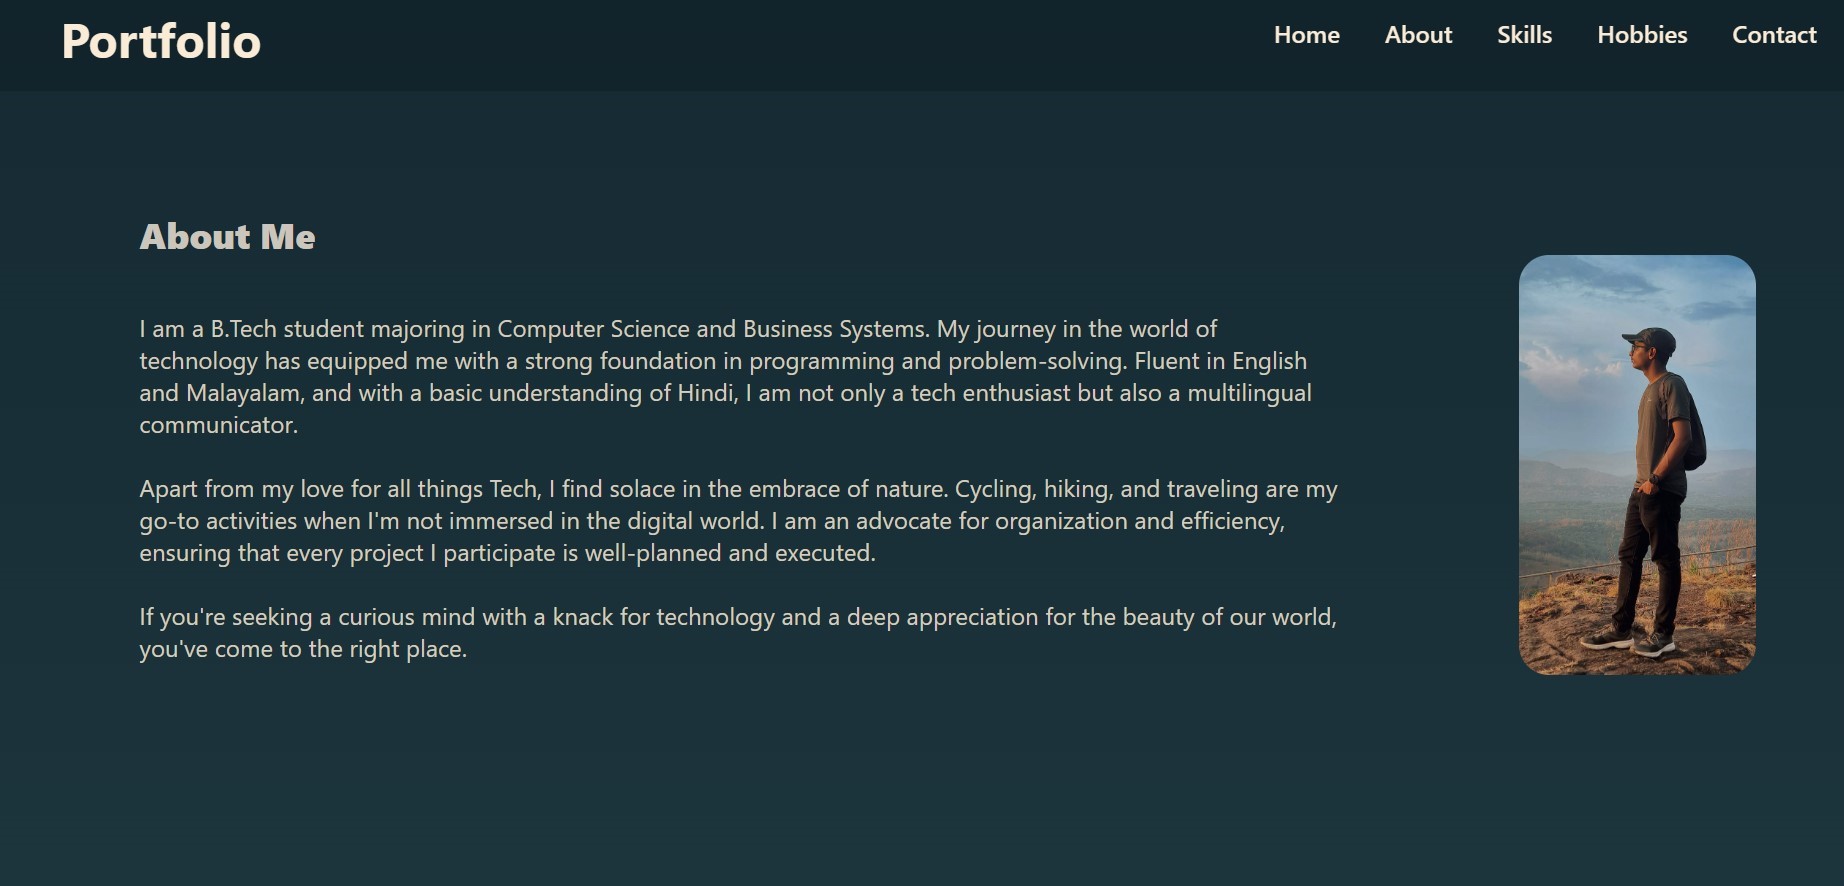 Portfolio
Home About Skills Hobbies Contact
About Me
I am a B.Tech student majoring in Computer Science and Business Systems. My journey in the world of
technology has equipped me with a strong foundation in programming and problem-solving. Fluent in English
and Malayalam, and with a basic understanding of Hindi, I am not only a tech enthusiast but also a multilingual
communicator.
Apart from my love for all things Tech, I find solace in the embrace of nature. Cycling, hiking, and traveling are my
go-to activities when I'm not immersed in the digital world. I am an advocate for organization and efficiency,
ensuring that every project I participate is well-planned and executed.
If you're seeking a curious mind with a knack for technology and a deep appreciation for the beauty of our world,
you've come to the right place.